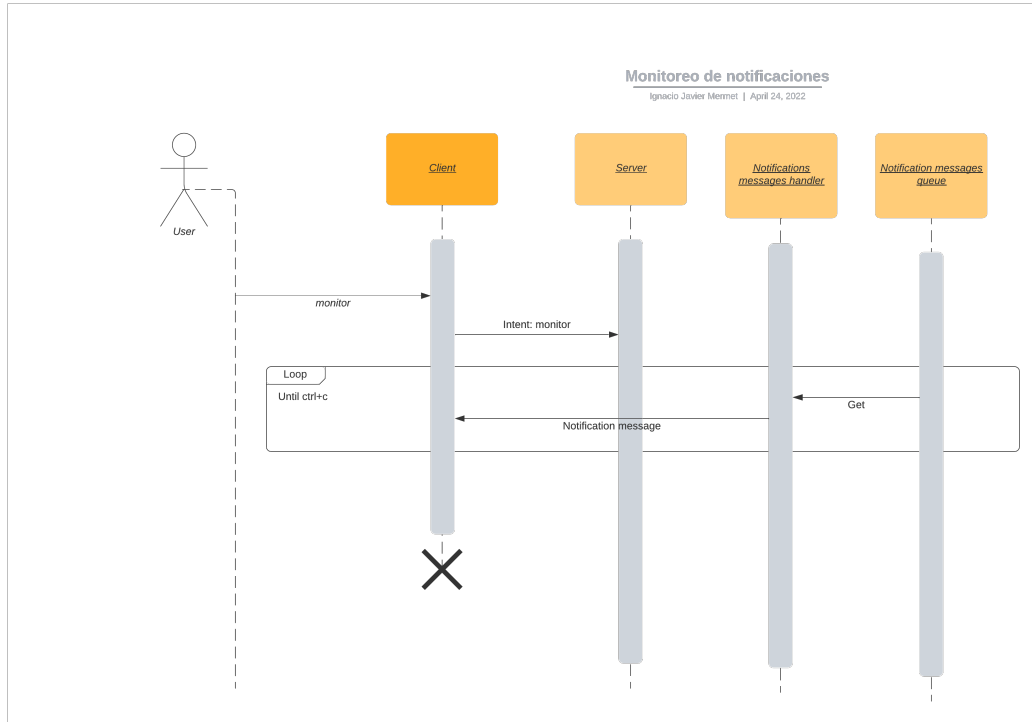 Monitoreo de notificaciones
Ignacio Javier Mermet | April 24, 2022
Client
Server
Notifications
messages handler
Notification messages
queue
User
monitor
Intent: monitor
Loop
Until ctrl+c
Get
Notification message